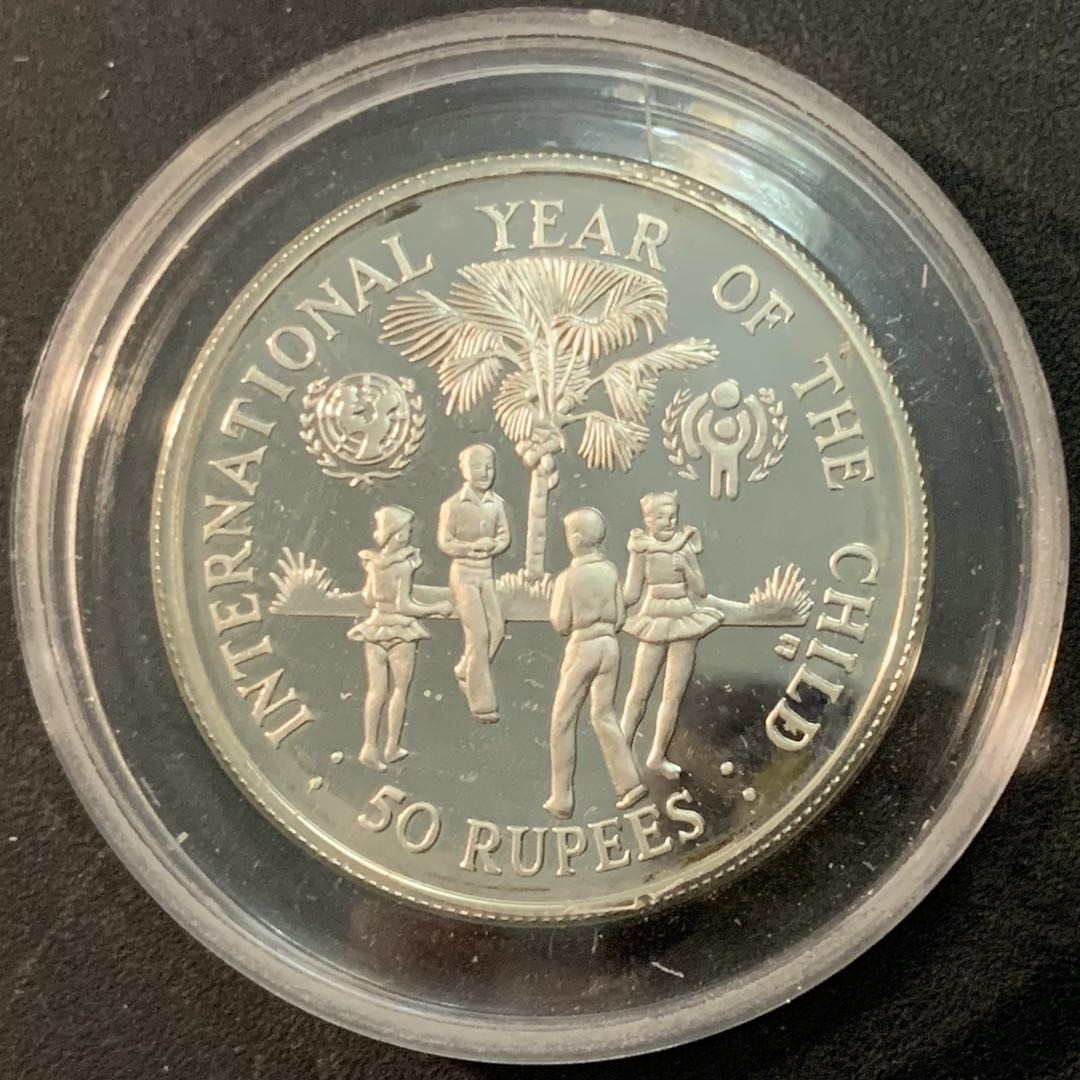 INTERNATIONAL YEAR OF THE CHILD
50 RUPEES